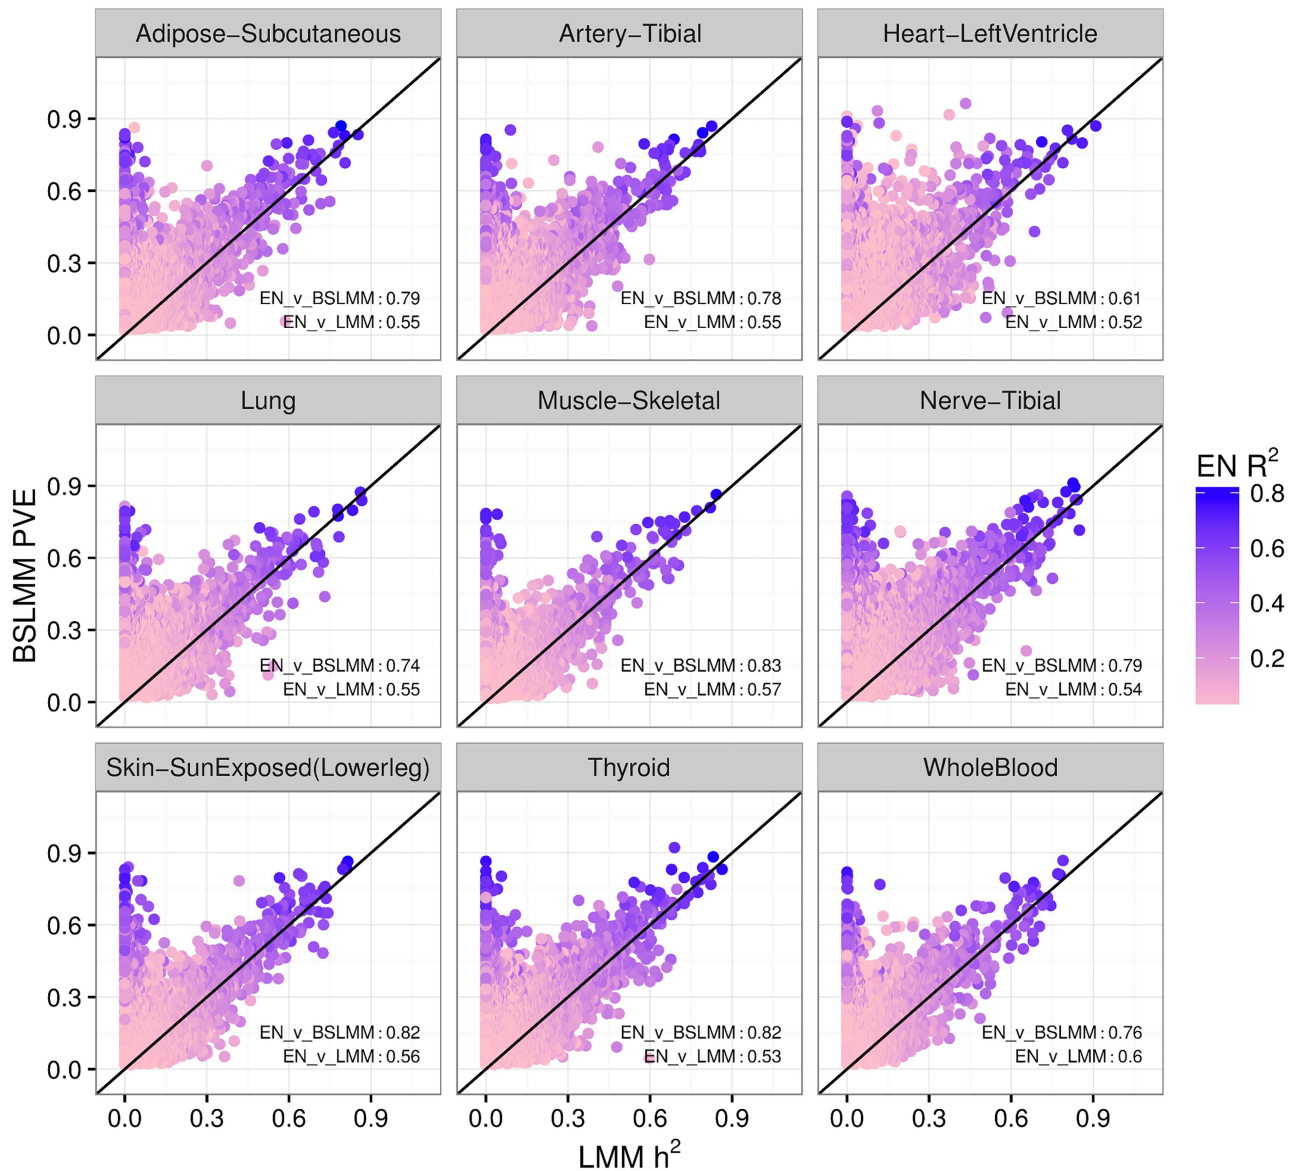 Adipose−Subcutaneous
Artery−Tibial
Heart−LeftVentricle
0.9
0.6
0.3
0.0
EN_v_BSLMM : 0.79
EN_v_LMM : 0.55
EN_v_BSLMM : 0.78
EN_v_LMM : 0.55
EN_v_BSLMM : 0.61
EN_v_LMM : 0.52
Lung
Muscle−Skeletal
Nerve−Tibial
0.9
0.6
0.3
0.0
EN_v_BSLMM : 0.74
EN_v_LMM : 0.55
EN_v_BSLMM : 0.83
EN_v_LMM : 0.57
EN_v_BSLMM : 0.79
EN_v_LMM : 0.54
BSLMM PVE
EN R²
0.8
0.6
0.4
0.2
Skin−SunExposed(Lowerleg)
Thyroid
WholeBlood
0.9
0.6
0.3
0.0
EN_v_BSLMM : 0.82
EN_v_LMM : 0.56
EN_v_BSLMM : 0.82
EN_v_LMM : 0.53
EN_v_BSLMM : 0.76
EN_v_LMM : 0.6
0.0 0.3 0.6 0.9
0.0 0.3 0.6 0.9
0.0 0.3 0.6 0.9
LMM h²